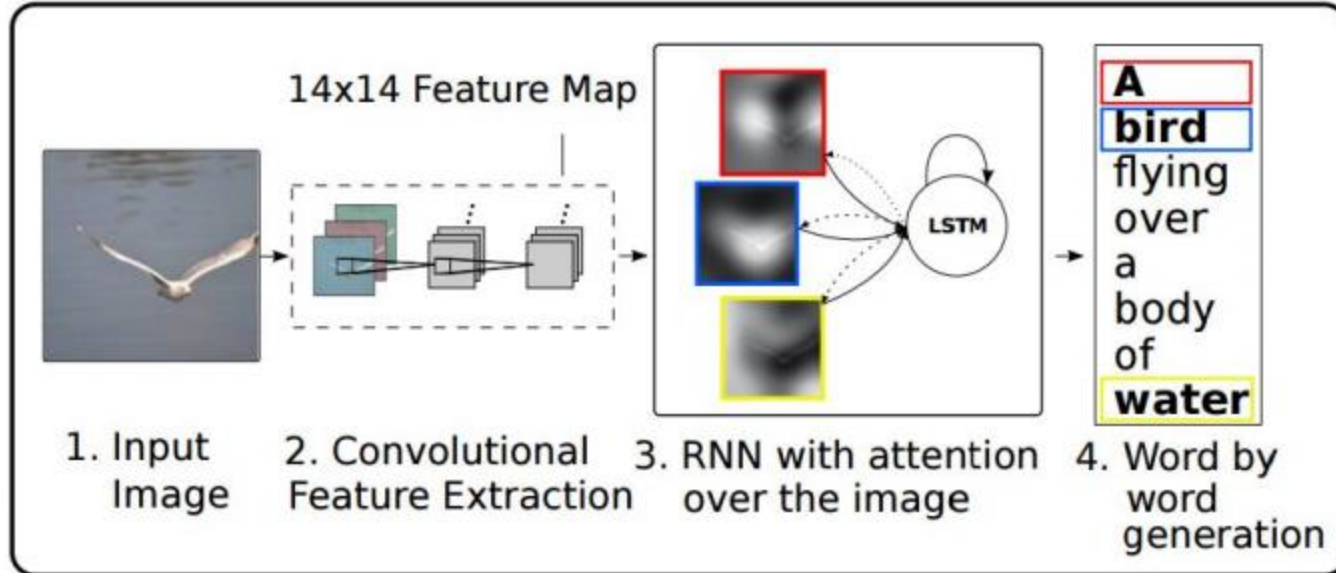 14x14 Feature Map
LSTM
A
bird
flying
over
a
body
of
water
1. Input
Image
2. Convolutional
Feature Extraction
3. RNN with attention
over the image
4. Word by
word
generation